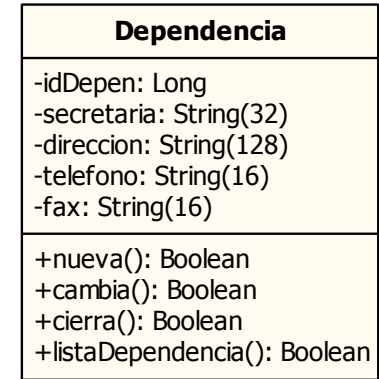 Dependencia
-idDepen: Long
-secretaria: String(32)
-direccion: String(128)
-telefono: String(16)
-fax: String(16)
+nueva(): Boolean
+cambia(): Boolean
+cierra(): Boolean
+listaDependencia(): Boolean